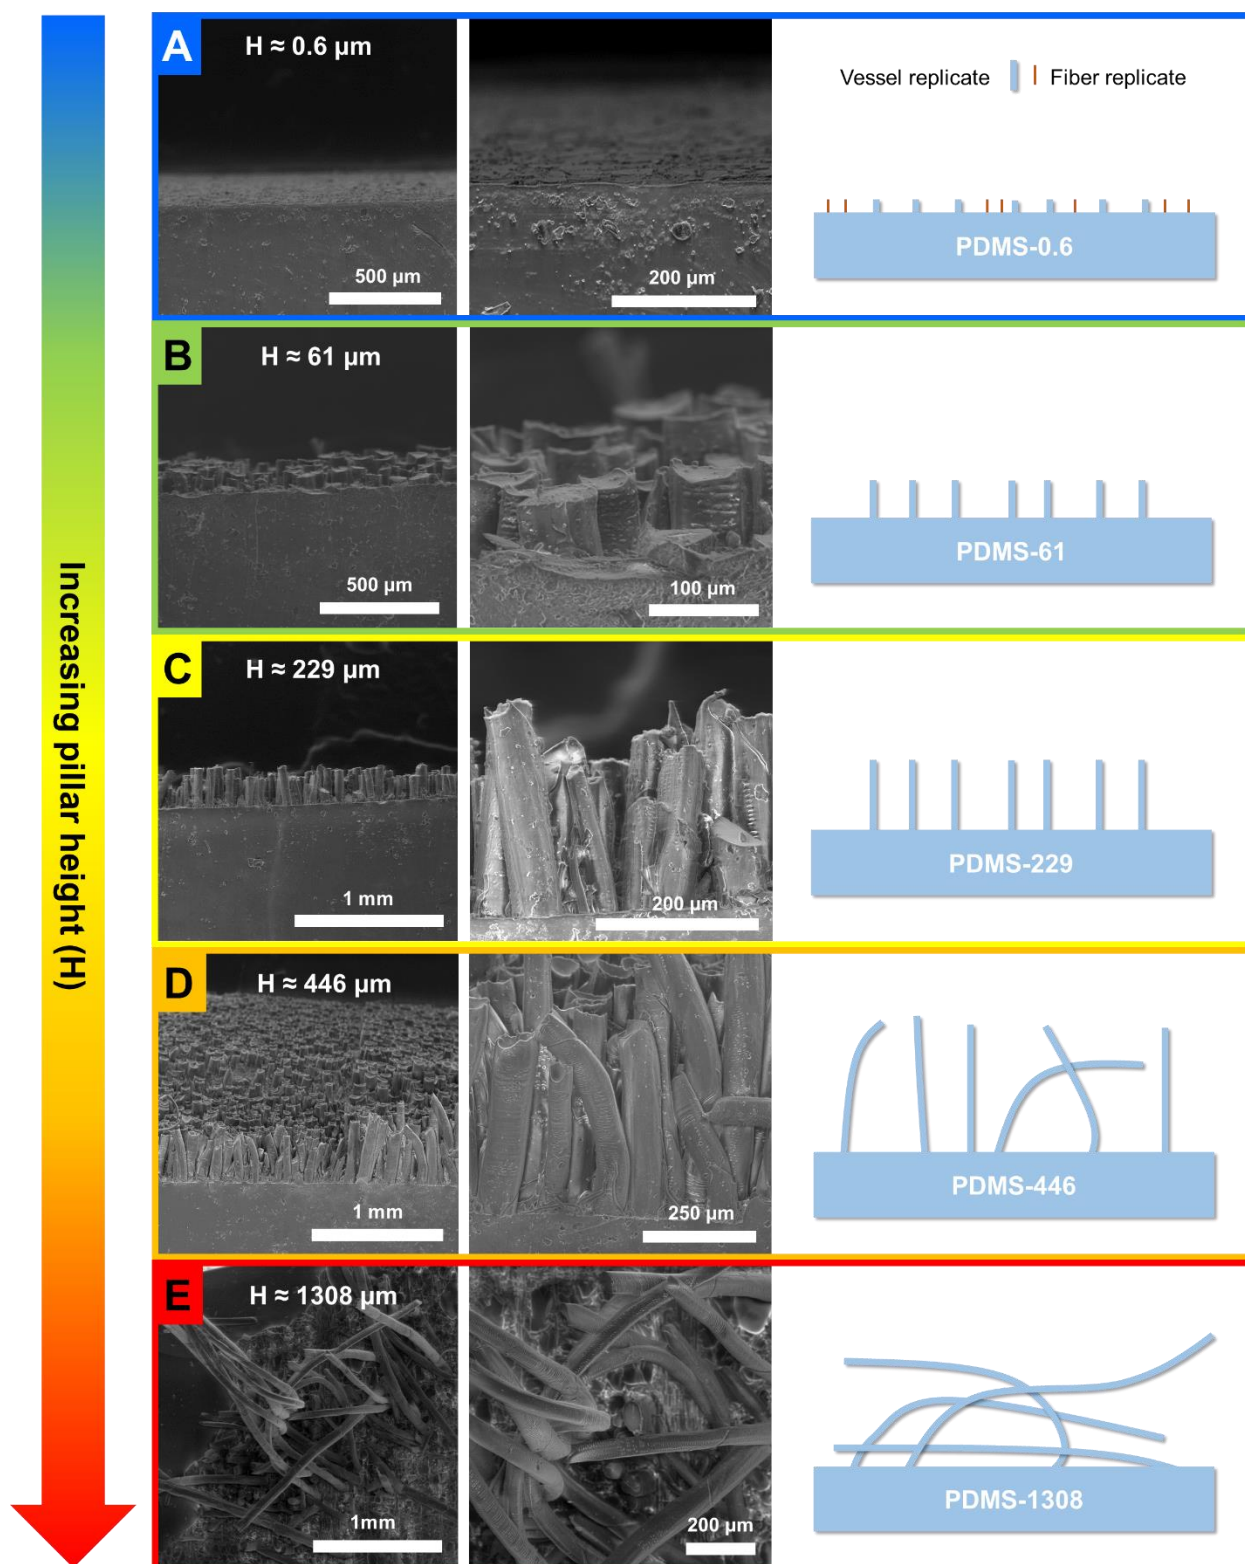 Increasing pillar height (H)
A
H ≈ 0.6 µm
500 µm
200 µm
Vessel replicate
Fiber replicate
PDMS-0.6
B
H ≈ 61 µm
500 µm
100 µm
PDMS-61
C
H ≈ 229 µm
1 mm
200 µm
PDMS-229
D
H ≈ 446 µm
1 mm
250 µm
PDMS-446
E
H ≈ 1308 µm
1mm
200 µm
PDMS-1308